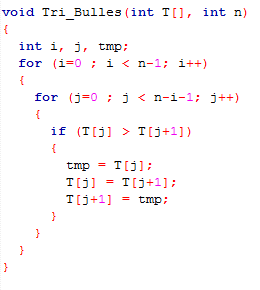 void Tri_Bulles(int T[], int n)
{
int i, j, tmp;
for (i=0 ; i < n-1; i++)
{
for (j=0 ; j < n-i-1; j++)
{
if (T[j] > T[j+1])
{
tmp = T[j];
T[j] = T[j+1];
T[j+1] = tmp;
}
}
}
}